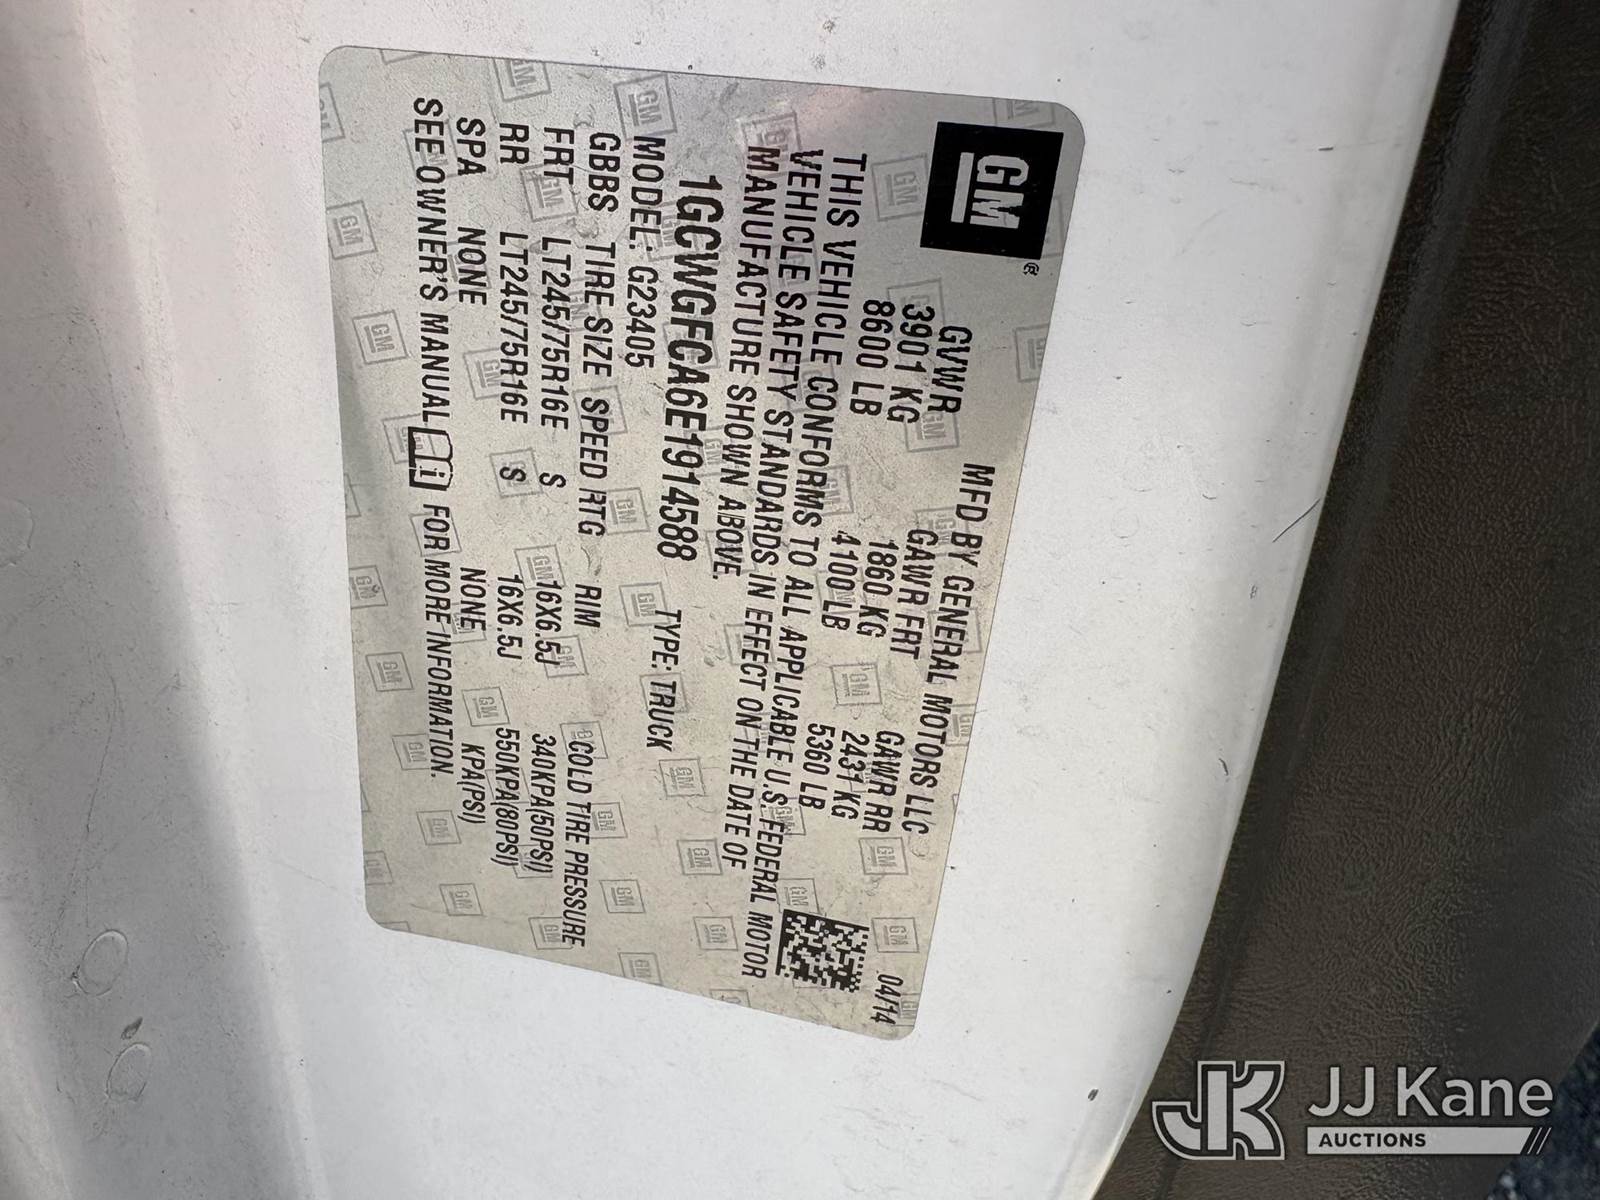 GM®
MFD BY GENERAL MOTORS LLC 04/14
GVWR GAWR FRT GAWR RR
3901 KG 1860 KG 2431 KG
8600 LB 4100 LB 5360 LB
THIS VEHICLE CONFORMS TO ALL APPLICABLE U.S. FEDERAL MOTOR
VEHICLE SAFETY STANDARDS IN EFFECT ON THE DATE OF
MANUFACTURE SHOWN ABOVE.
1GCWGFCA6E1914588 TYPE: TRUCK
MODEL: G23405
GBBS TIRE SIZE SPEED RTG RIM COLD TIRE PRESSURE
FRT LT245/75R16E S 16X6.5J 340KPA(50PSI)
RR LT245/75R16E S 16X6.5J 550KPA(80PSI)
SPA NONE NONE KPA(PSI)
SEE OWNER'S MANUAL i FOR MORE INFORMATION.
JK JJ Kane
AUCTIONS